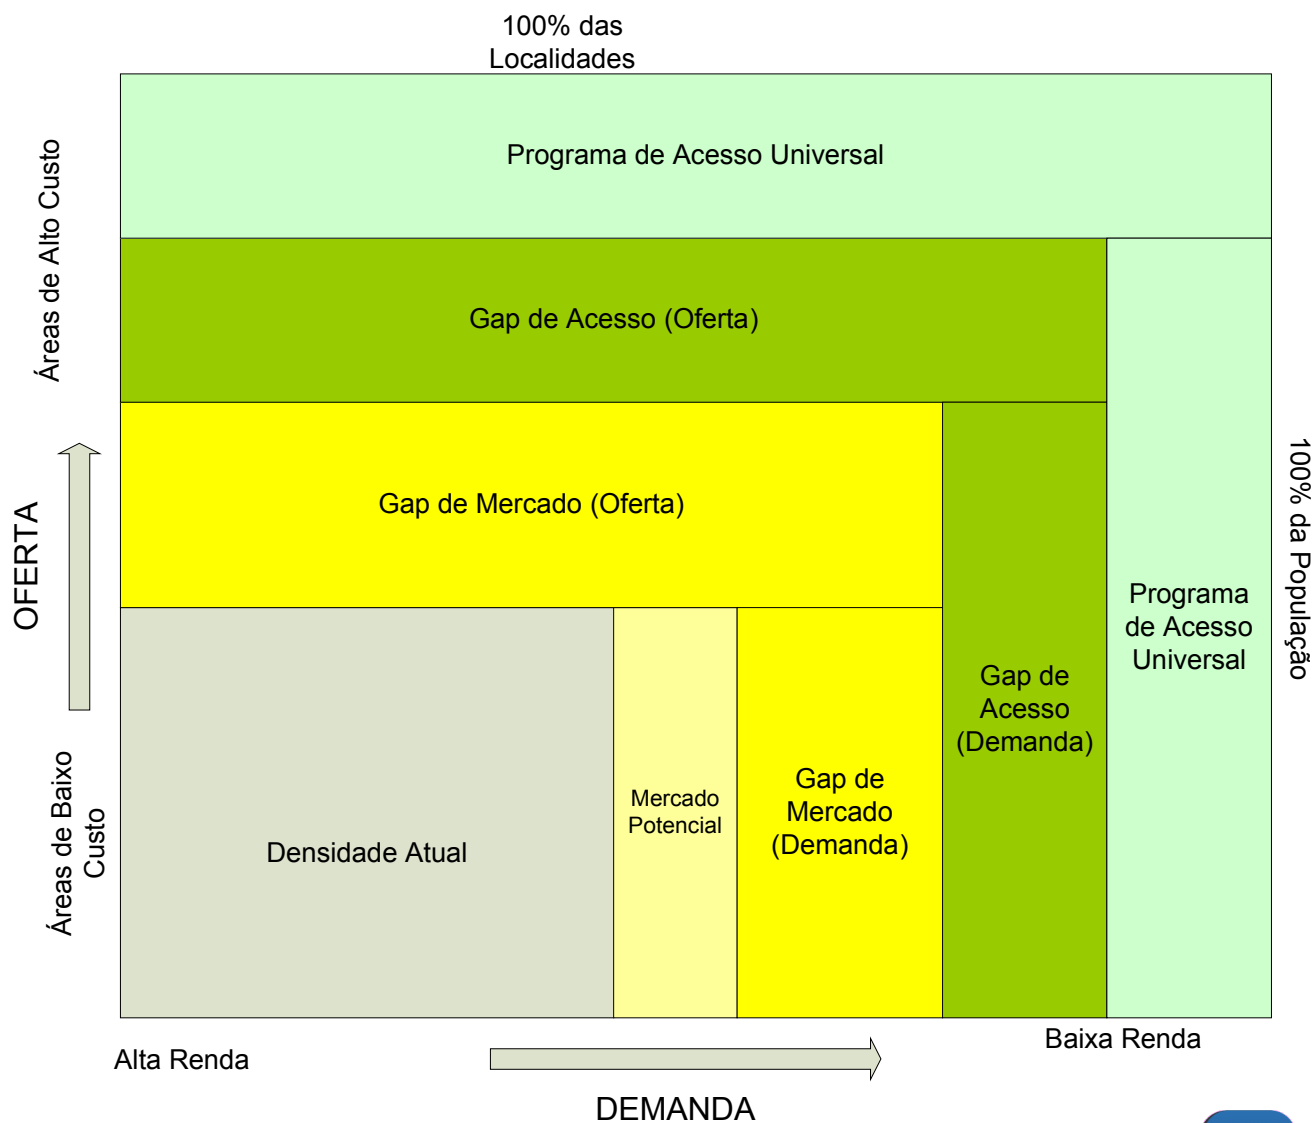 100% das
Localidades
Programa de Acesso Universal
Áreas de Alto Custo
Gap de Acesso (Oferta)
Gap de Mercado (Oferta)
OFERTA
100% da População
Programa
de Acesso
Universal
Gap de
Acesso
(Demanda)
Mercado
Potencial
Gap de
Mercado
(Demanda)
Densidade Atual
Áreas de Baixo
Custo
Alta Renda
Baixa Renda
DEMANDA